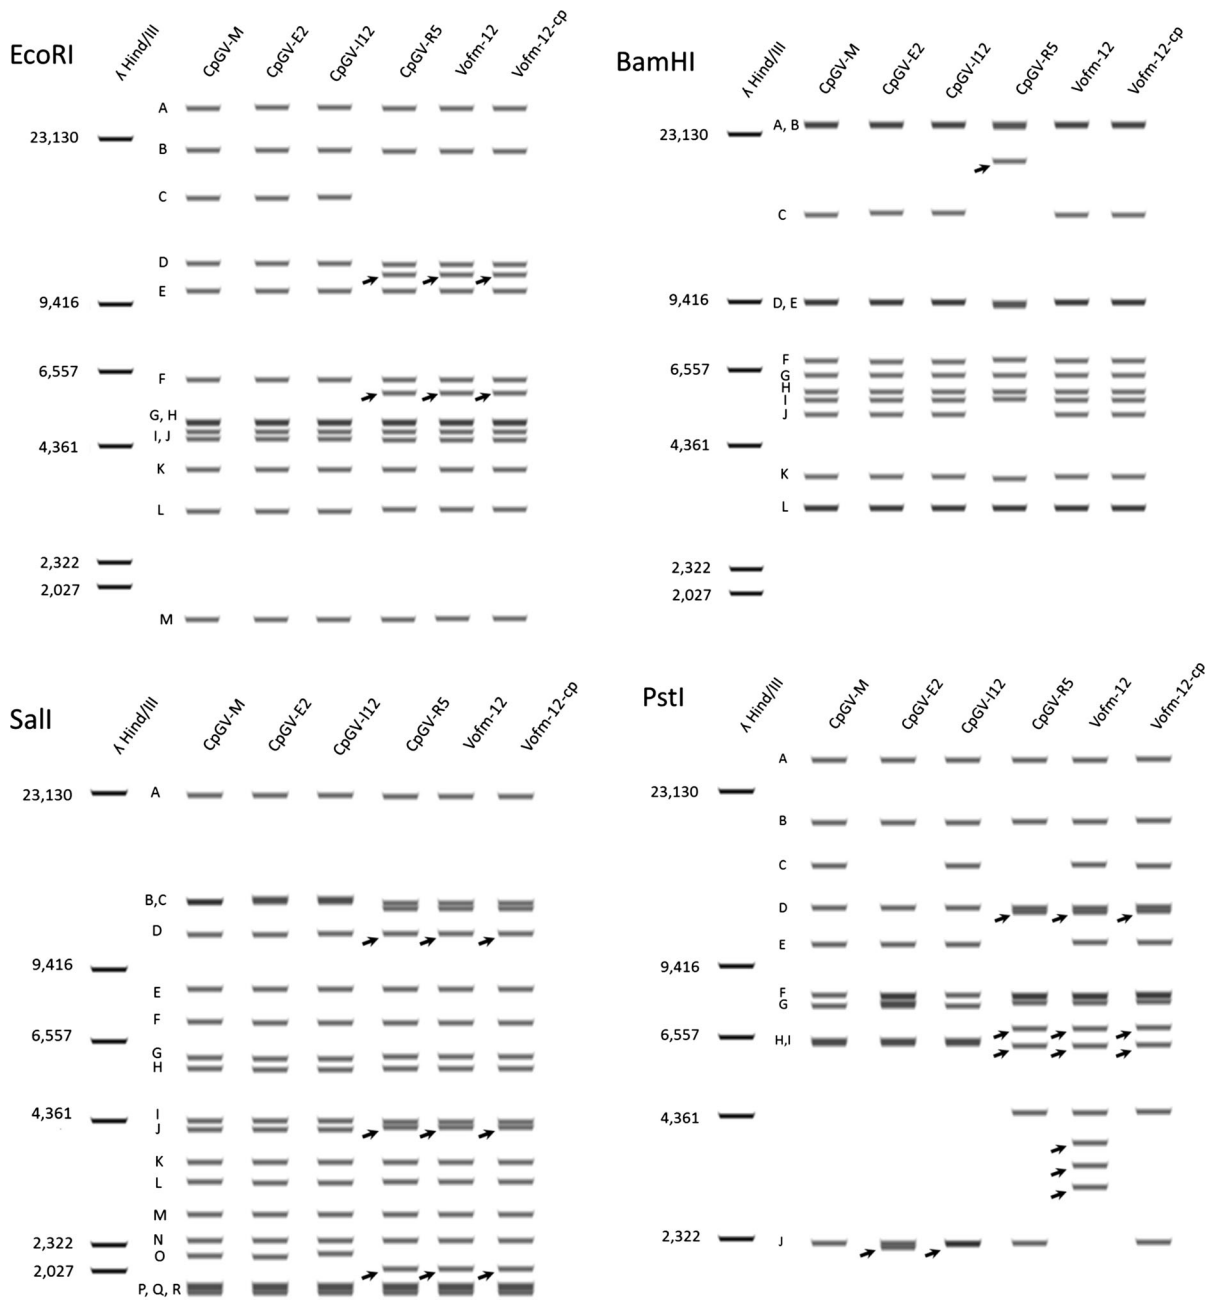 EcoRI
λ Hind/III
CpGV-M
CpGV-E2
CpGV-I12
CpGV-R5
Vofm-12
Vofm-12-cp
A
23,130
B
C
D
E
9,416
6,557
F
G, H
I, J
4,361
K
L
2,322
2,027
M
BamHI
λ Hind/III
CpGV-M
CpGV-E2
CpGV-I12
CpGV-R5
Vofm-12
Vofm-12-cp
A, B
23,130
C
9,416
D, E
F
6,557
G
H
I
J
4,361
K
L
2,322
2,027
SalI
λ Hind/III
CpGV-M
CpGV-E2
CpGV-I12
CpGV-R5
Vofm-12
Vofm-12-cp
23,130
A
B,C
D
9,416
E
F
6,557
G
H
4,361
I
J
K
L
M
N
2,322
O
2,027
P, Q, R
PstI
λ Hind/III
CpGV-M
CpGV-E2
CpGV-I12
CpGV-R5
Vofm-12
Vofm-12-cp
A
23,130
B
C
D
E
9,416
F
G
6,557
H,I
4,361
2,322
J